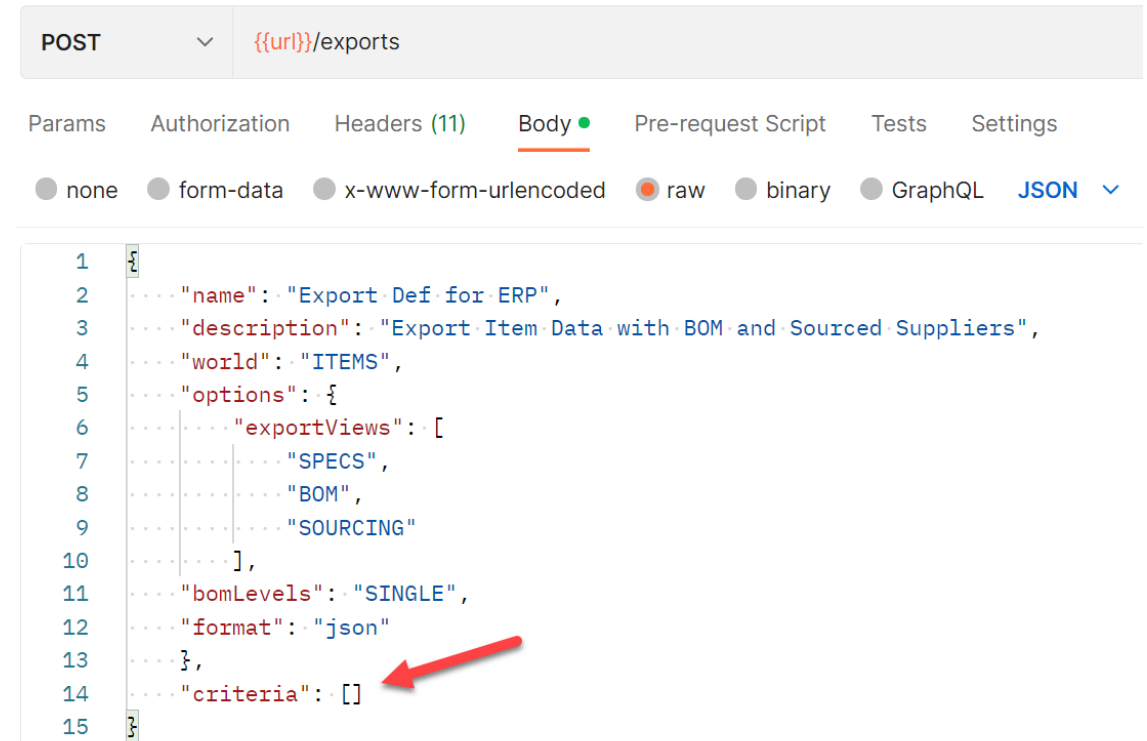 POST {{url}}/exports
Params Authorization Headers (11) Body Pre-request Script Tests Settings
none form-data x-www-form-urlencoded raw binary GraphQL JSON
1 {
2 "name": "Export Def for ERP",
3 "description": "Export Item Data with BOM and Sourced Suppliers",
4 "world": "ITEMS",
5 "options": {
6 "exportViews": [
7 "SPECS",
8 "BOM",
9 "SOURCING"
10 ],
11 "bomLevels": "SINGLE",
12 "format": "json"
13 },
14 "criteria": []
15 }